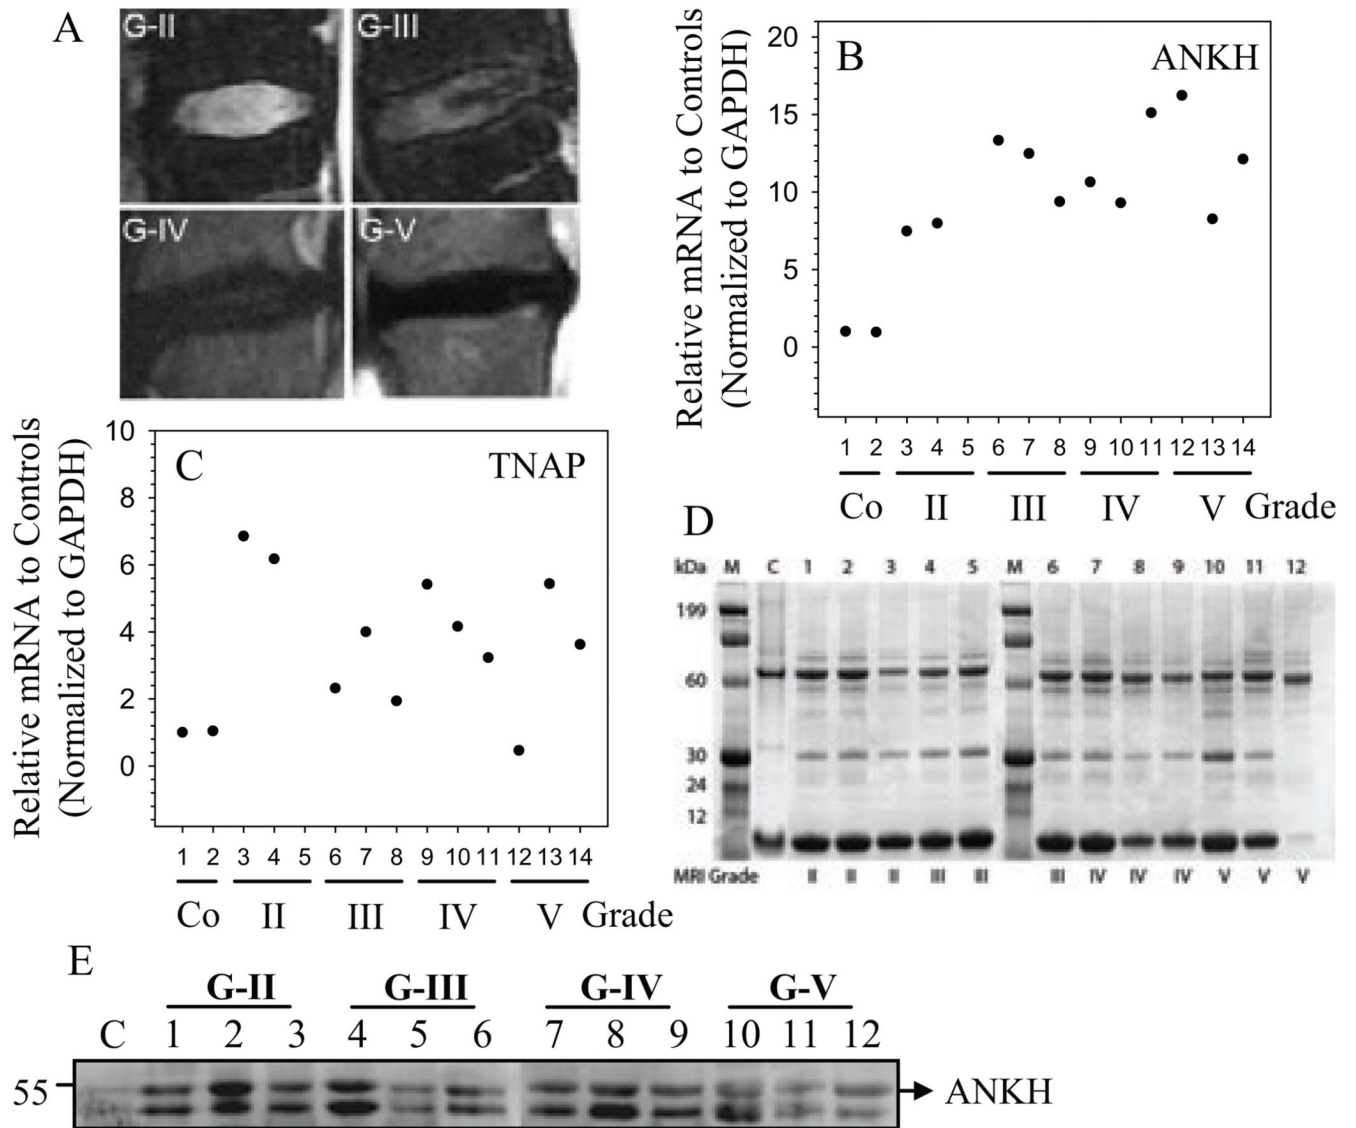 A
G-II
G-III
G-IV
G-V
B
ANKH
Relative mRNA to Controls
(Normalized to GAPDH)
20
15
10
5
0
1 2 3 4 5 6 7 8 9 10 11 12 13 14
Co II III IV V Grade
C
TNAP
Relative mRNA to Controls
(Normalized to GAPDH)
10
8
6
4
2
0
1 2 3 4 5 6 7 8 9 10 11 12 13 14
Co II III IV V Grade
D
kDa M C 1 2 3 4 5 M 6 7 8 9 10 11 12
199
60
30
24
12
MRI Grade II II II III III III IV IV IV V V V
E
G-II G-III G-IV G-V
C 1 2 3 4 5 6 7 8 9 10 11 12
55
ANKH